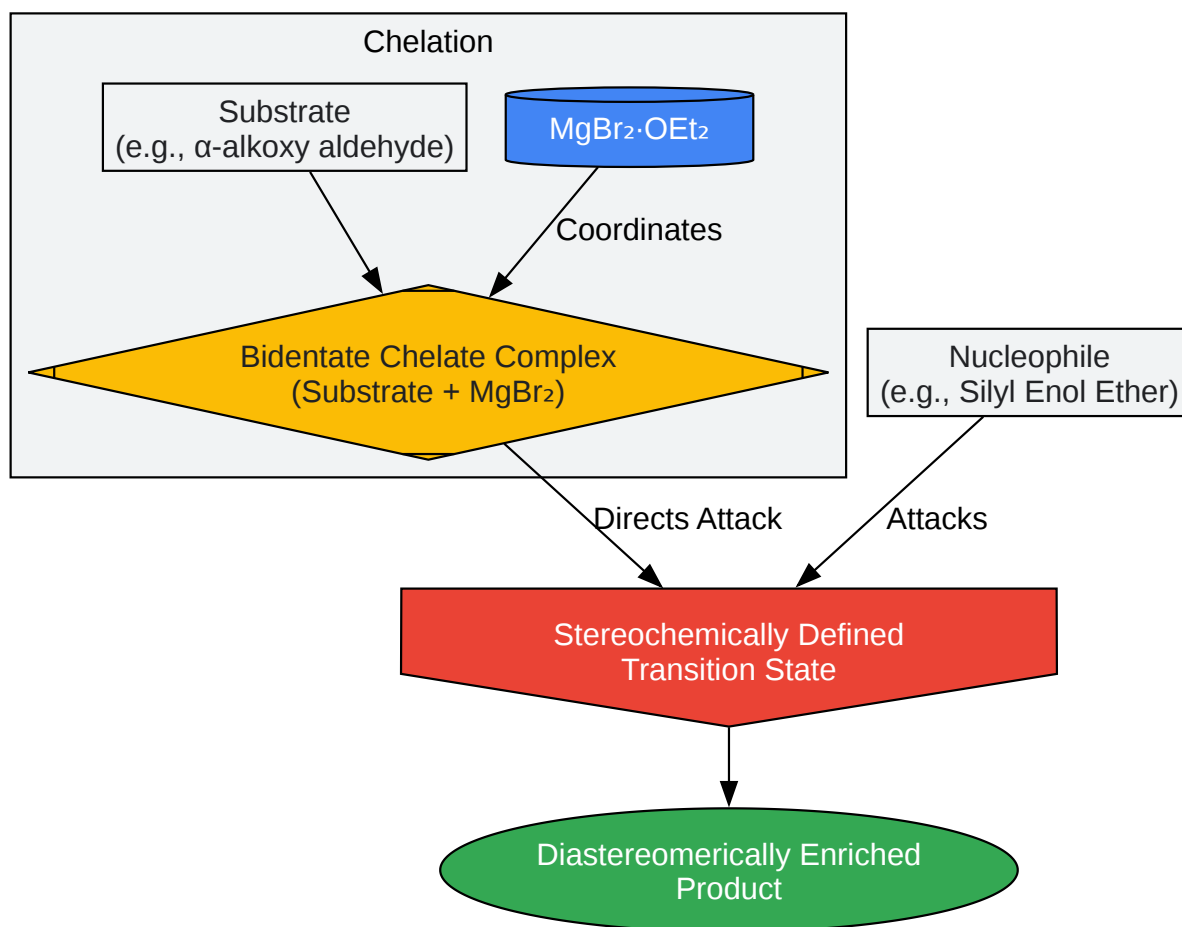 Chelation
Substrate
(e.g., α-alkoxy aldehyde)
MgBr₂·OEt₂
Coordinates
Bidentate Chelate Complex
(Substrate + MgBr₂)
Nucleophile
(e.g., Silyl Enol Ether)
Directs Attack
Attacks
Stereochemically Defined
Transition State
Diastereomerically Enriched
Product